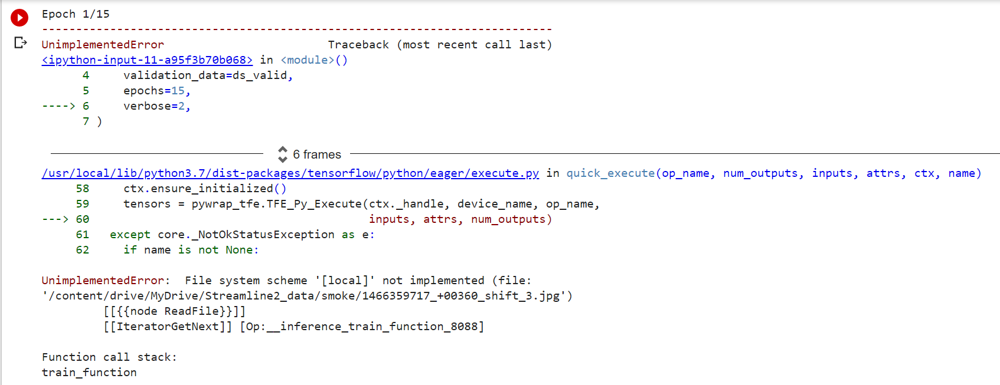 Epoch 1/15
---------------------------------------------------------------------------
UnimplementedError                        Traceback (most recent call last)
<ipython-input-11-a95f3b70b068> in <module>()
      4     validation_data=ds_valid,
      5     epochs=15,
----> 6     verbose=2,
      7 )
6 frames
/usr/local/lib/python3.7/dist-packages/tensorflow/python/eager/execute.py in quick_execute(op_name, num_outputs, inputs, attrs, ctx, name)
     58     ctx.ensure_initialized()
     59     tensors = pywrap_tfe.TFE_Py_Execute(ctx._handle, device_name, op_name,
---> 60                                         inputs, attrs, num_outputs)
     61   except core._NotOkStatusException as e:
     62     if name is not None:
UnimplementedError:  File system scheme '[local]' not implemented (file:
'/content/drive/MyDrive/Streamline2_data/smoke/1466359717_+00360_shift_3.jpg')
         [[{{node ReadFile}}]]
         [[IteratorGetNext]] [Op:__inference_train_function_8088]
Function call stack:
train_function